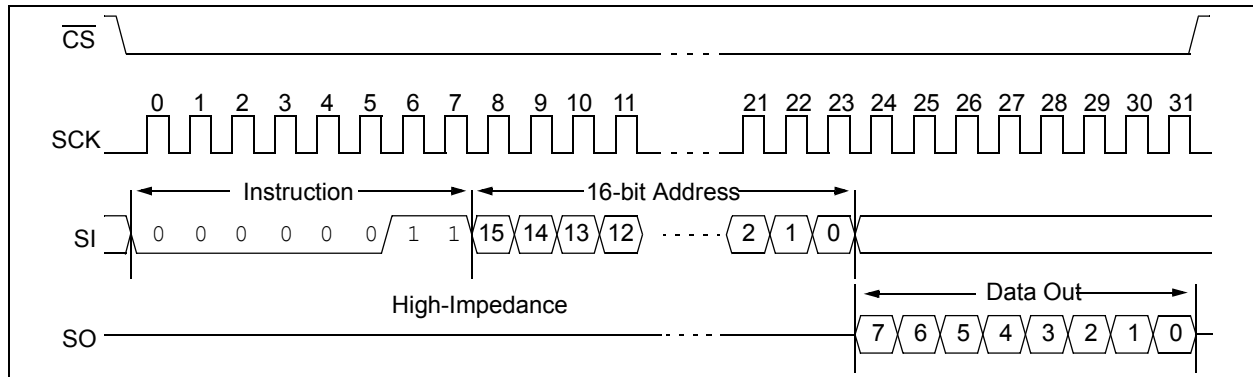 CS
0 1 2 3 4 5 6 7 8 9 10 11 21 22 23 24 25 26 27 28 29 30 31
SCK
Instruction 16-bit Address
SI 0 0 0 0 0 0 1 1 15 14 13 12 2 1 0
High-Impedance Data Out
SO 7 6 5 4 3 2 1 0